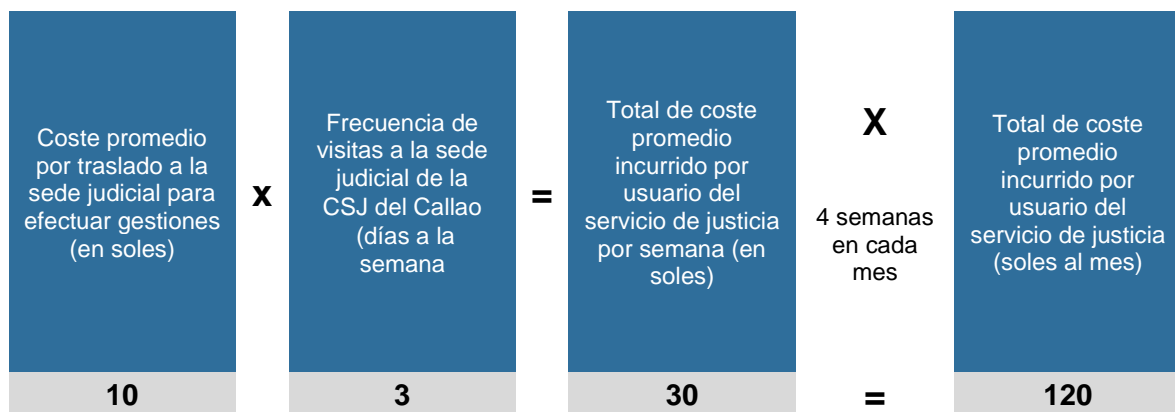 Coste promedio
por traslado a la
sede judicial para
efectuar gestiones
(en soles)
x
Frecuencia de
visitas a la sede
judicial de la
CSJ del Callao
(días a la
semana
=
Total de coste
promedio
incurrido por
usuario del
servicio de justicia
por semana (en
soles)
X
4 semanas
en cada
mes
Total de coste
promedio
incurrido por
usuario del
servicio de justicia
(soles al mes)
10
3
30
=
120